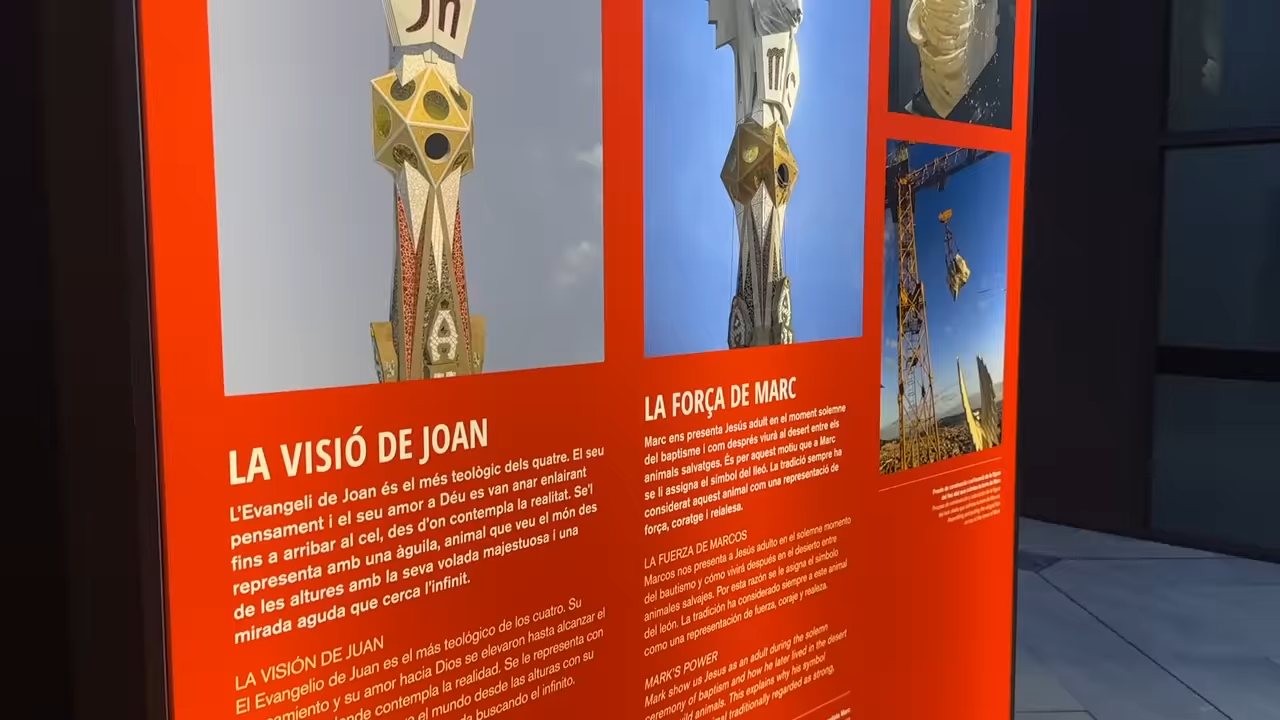 Jn
mc
LA VISIÓ DE JOAN
L'Evangeli de Joan és el més teològic dels quatre. El seu
pensament i el seu amor a Déu es van anar enlairant
fins a arribar al cel, des d'on contempla la realitat. Se'l
representa amb una àguila, animal que veu el món des
de les altures amb la seva volada majestuosa i una
mirada aguda que cerca l'infinit.
LA VISIÓN DE JUAN
El Evangelio de Juan es el más teológico de los cuatro. Su
y su amor hacia Dios se elevaron hasta alcanzar el
contempla la realidad. Se le representa con
el mundo desde las alturas con su
buscando el infinito.
LA FORÇA DE MARC
Marc ens presenta Jesús adult en el moment solemne
del baptisme i com després viurà al desert entre els
animals salvatges. És per aquest motiu que a Marc
se li assigna el símbol del lleó. La tradició sempre ha
considerat aquest animal com una representació de
força, coratge i reialesa.
LA FUERZA DE MARCOS
Marcos nos presenta a Jesús adulto en el solemne momento
del bautismo y cómo vivirá después en el desierto entre
animales salvajes. Por esta razón se le asigna el símbolo
del león. La tradición ha considerado siempre a este animal
como una representación de fuerza, coraje y realeza.
MARK'S POWER
Mark show us Jesus as an adult during the solemn
ceremony of baptism and how he later lived in the desert
wild animals. This explains why his symbol
traditionally regarded as strong,